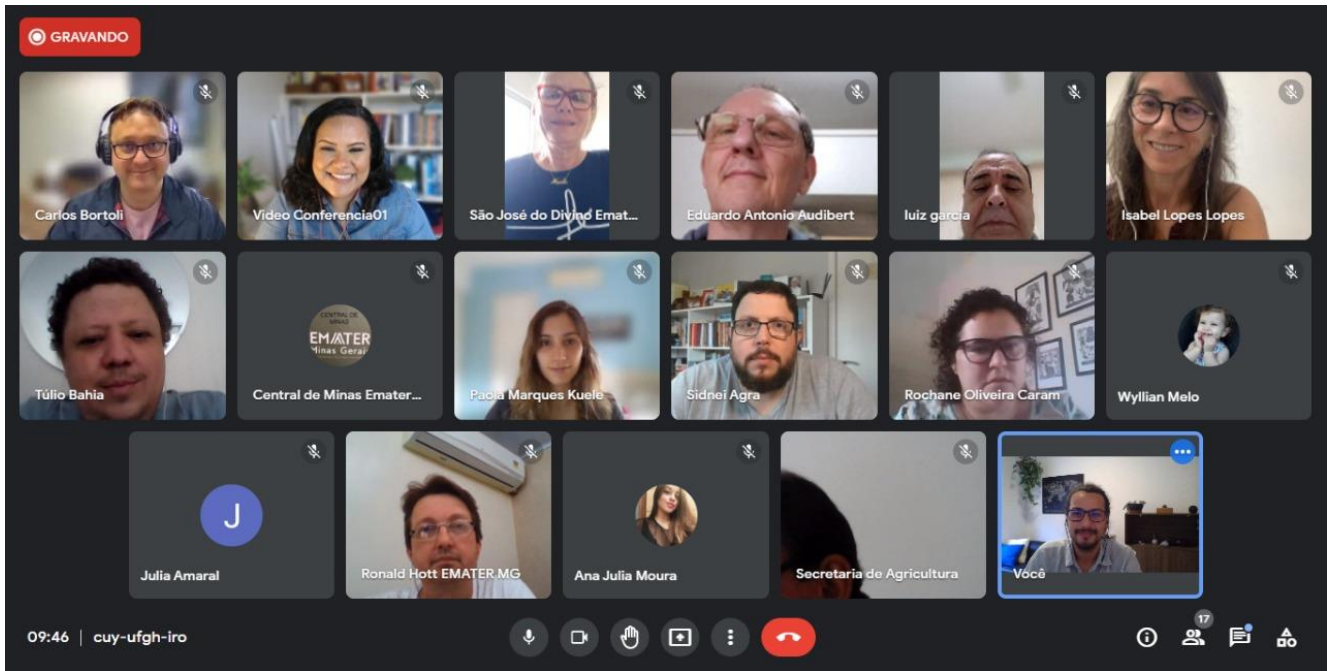 GRAVANDO
Carlos Bortoli
Video Conferencia01
São José do Divino Emat...
Eduardo Antonio Audibert
luiz garcia
Isabel Lopes Lopes
Túlio Bahia
CENTRAL DE
MINAS
EMATER
Minas Gerais
Central de Minas Emater...
Paola Marques Kuele
Sidnei Agra
Rochane Oliveira Caram
Wyllian Melo
J
Julia Amaral
Ronald Hott EMATER MG
Ana Julia Moura
Secretaria de Agricultura
Você
09:46 | cuy-ufgh-iro
17